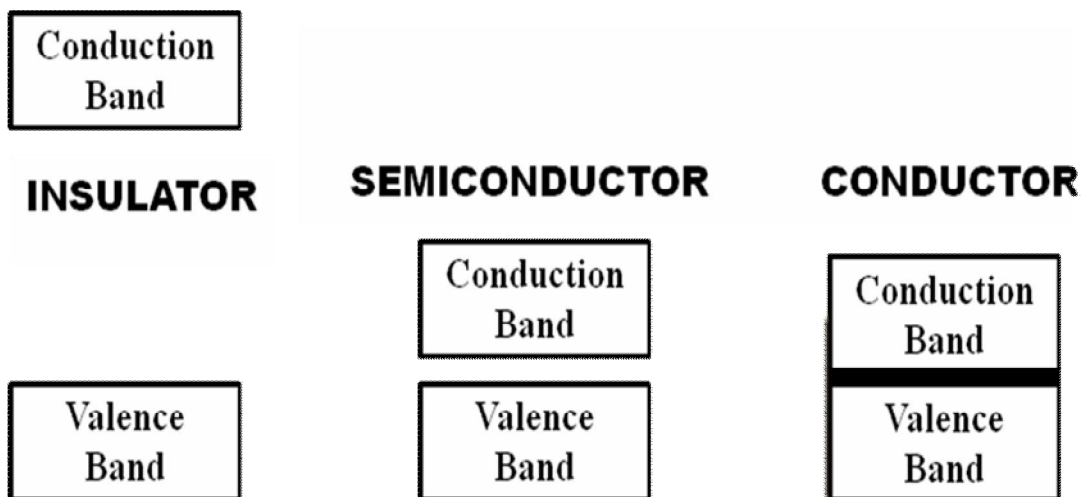 Conduction
Band
INSULATOR
Valence
Band
SEMICONDUCTOR
Conduction
Band
Valence
Band
CONDUCTOR
Conduction
Band
Valence
Band